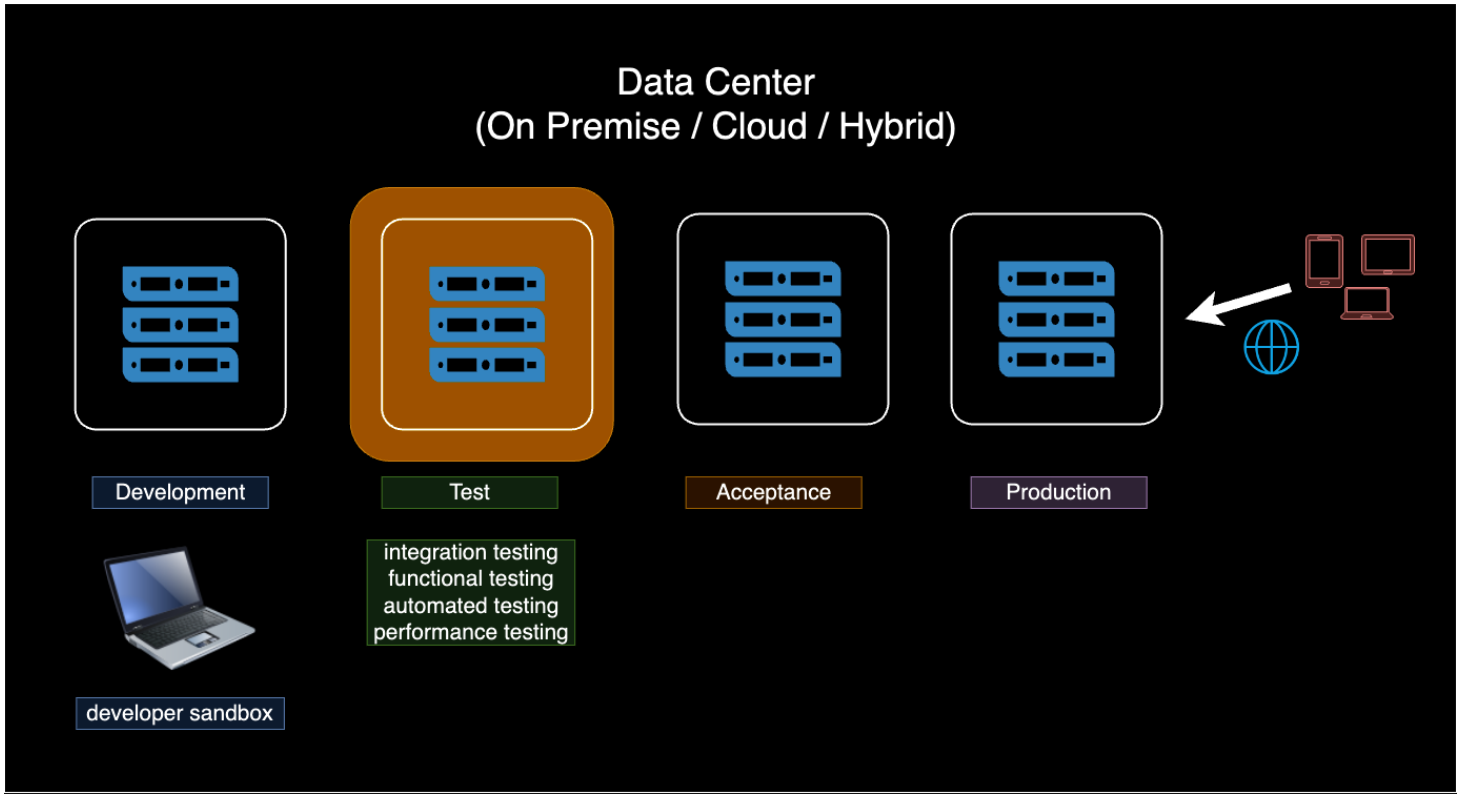 Data Center
(On Premise / Cloud / Hybrid)
Development
Test
Acceptance
Production
integration testing
functional testing
automated testing
performance testing
developer sandbox